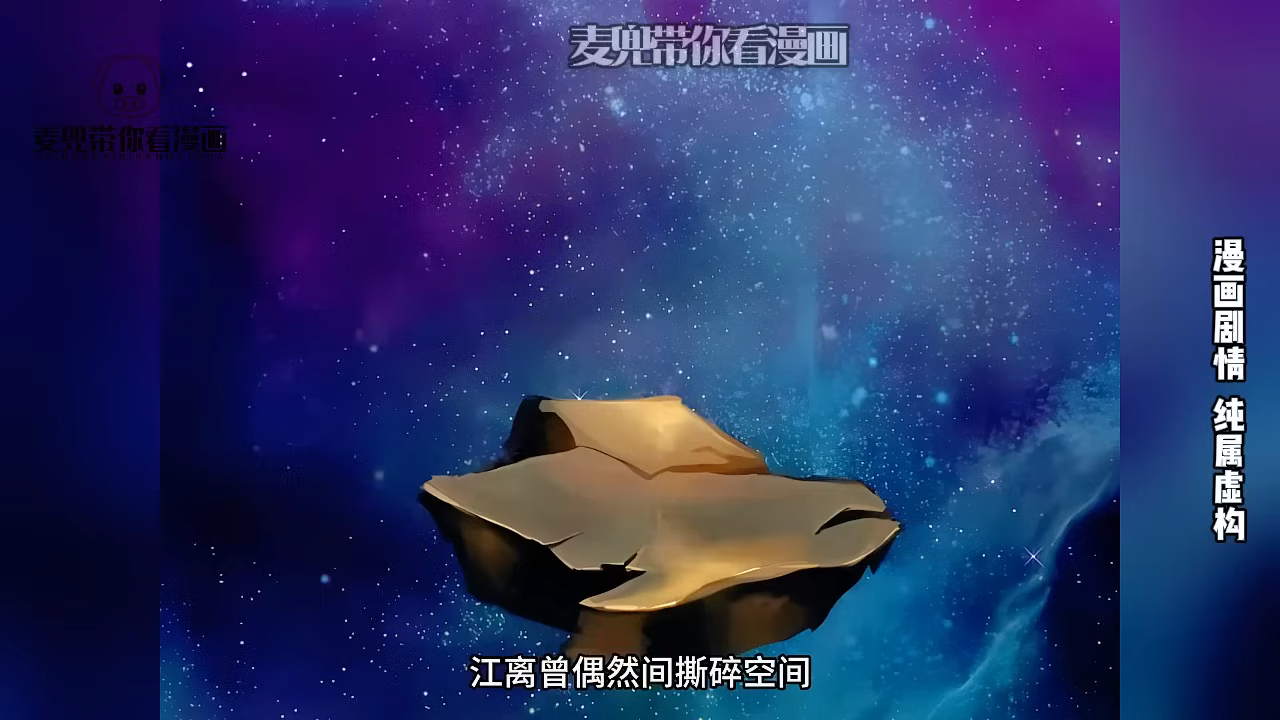 麦兜带你看漫画
麦兜带你看漫画
漫画剧情 纯属虚构
江离曾偶然间撕碎空间